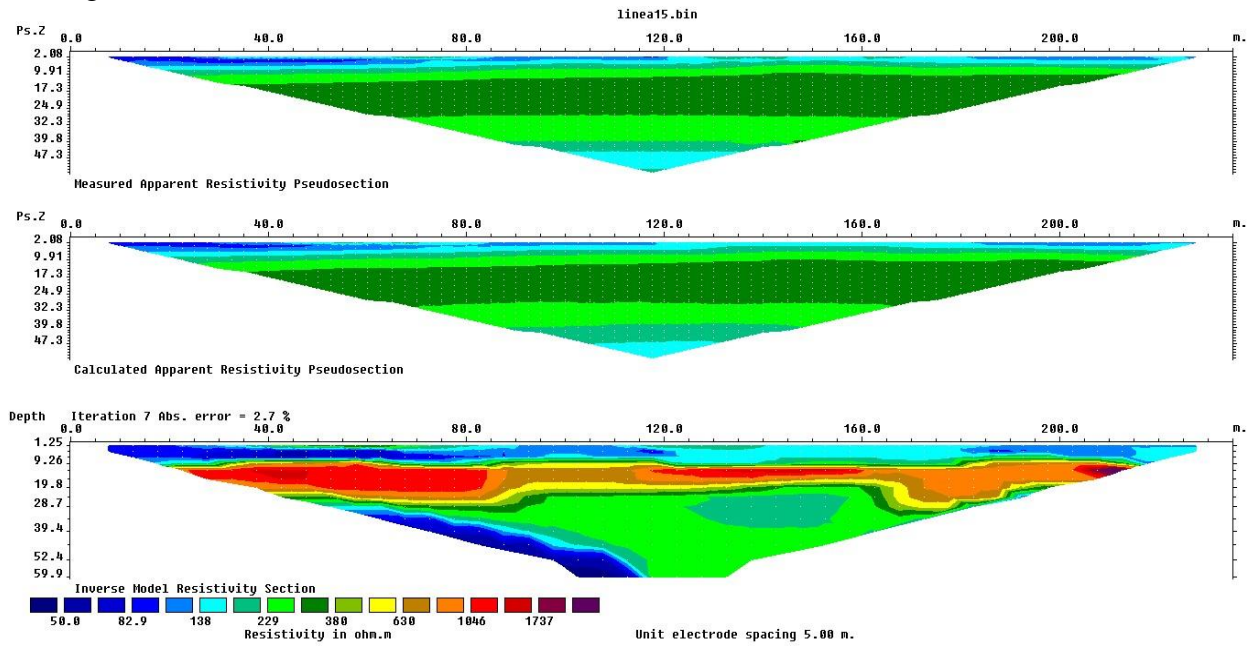 linea15.bin
Ps.Z 0.0 40.0 80.0 120.0 160.0 200.0 m.
2.08
9.91
17.3
24.9
32.3
39.8
47.3
Measured Apparent Resistivity Pseudosection
Ps.Z 0.0 40.0 80.0 120.0 160.0 200.0 m.
2.08
9.91
17.3
24.9
32.3
39.8
47.3
Calculated Apparent Resistivity Pseudosection
Depth Iteration 7 Abs. error = 2.7 %
0.0 40.0 80.0 120.0 160.0 200.0 m.
1.25
9.26
19.8
28.7
39.4
52.4
59.9
Inverse Model Resistivity Section
50.0 82.9 138 229 380 630 1046 1737
Resistivity in ohm.m Unit electrode spacing 5.00 m.